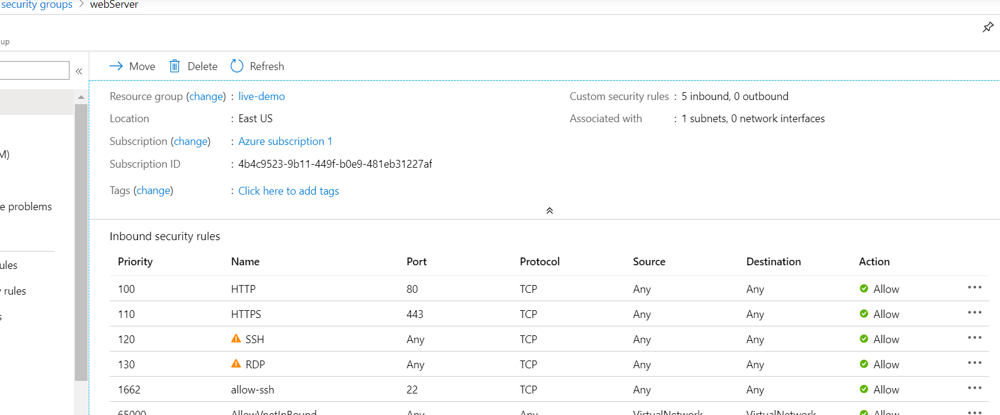 security groups > webServer
up
«
Move Delete Refresh
Resource group (change) : live-demo
Custom security rules : 5 inbound, 0 outbound
Location : East US
Associated with : 1 subnets, 0 network interfaces
Subscription (change) : Azure subscription 1
M)
Subscription ID : 4b4c9523-9b11-449f-b0e9-481eb31227af
Tags (change) : Click here to add tags
e problems
Inbound security rules
Priority Name Port Protocol Source Destination Action
ules
100 HTTP 80 TCP Any Any Allow ...
rules
110 HTTPS 443 TCP Any Any Allow ...
s
120 SSH Any TCP Any Any Allow ...
130 RDP Any TCP Any Any Allow ...
1662 allow-ssh 22 TCP Any Any Allow ...
65000 AllowVnetInBound Any Any VirtualNetwork VirtualNetwork Allow ...